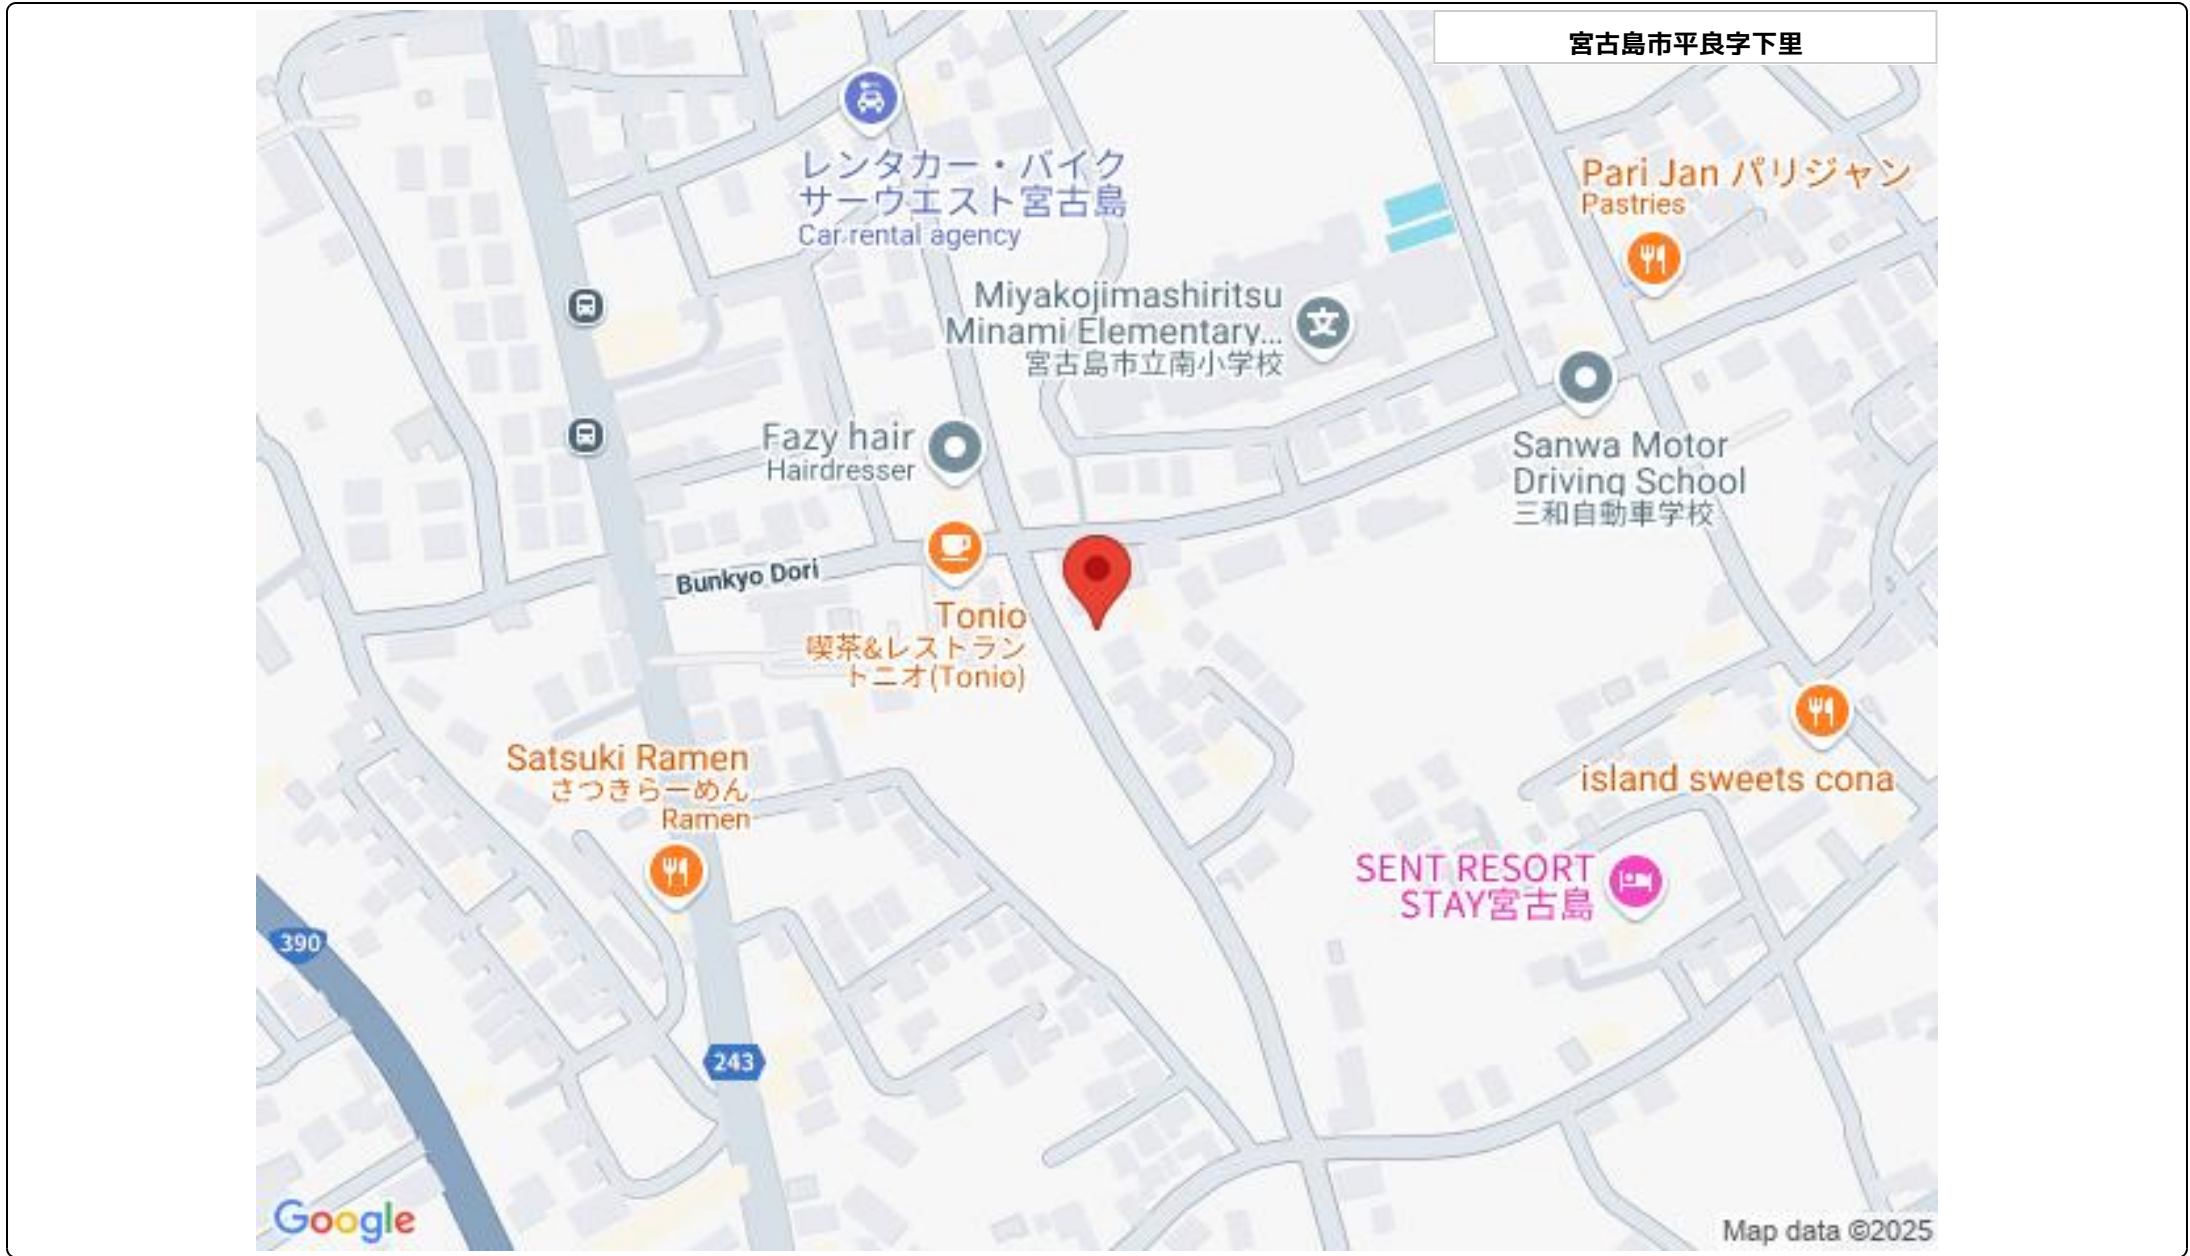 宮古島市平良字下里
レンタカー・バイク
サーウエスト宮古島
Car rental agency
Pari Jan パリジャン
Pastries
Miyakojimashiritsu
Minami Elementary...
宮古島市立南小学校
Fazy hair
Hairdresser
Sanwa Motor
Driving School
三和自動車学校
Bunkyo Dori
Tonio
喫茶&レストラン
トニオ(Tonio)
Satsuki Ramen
さつきらーめん
Ramen
island sweets cona
SENT RESORT
STAY宮古島
390
243
Google
Map data ©2025